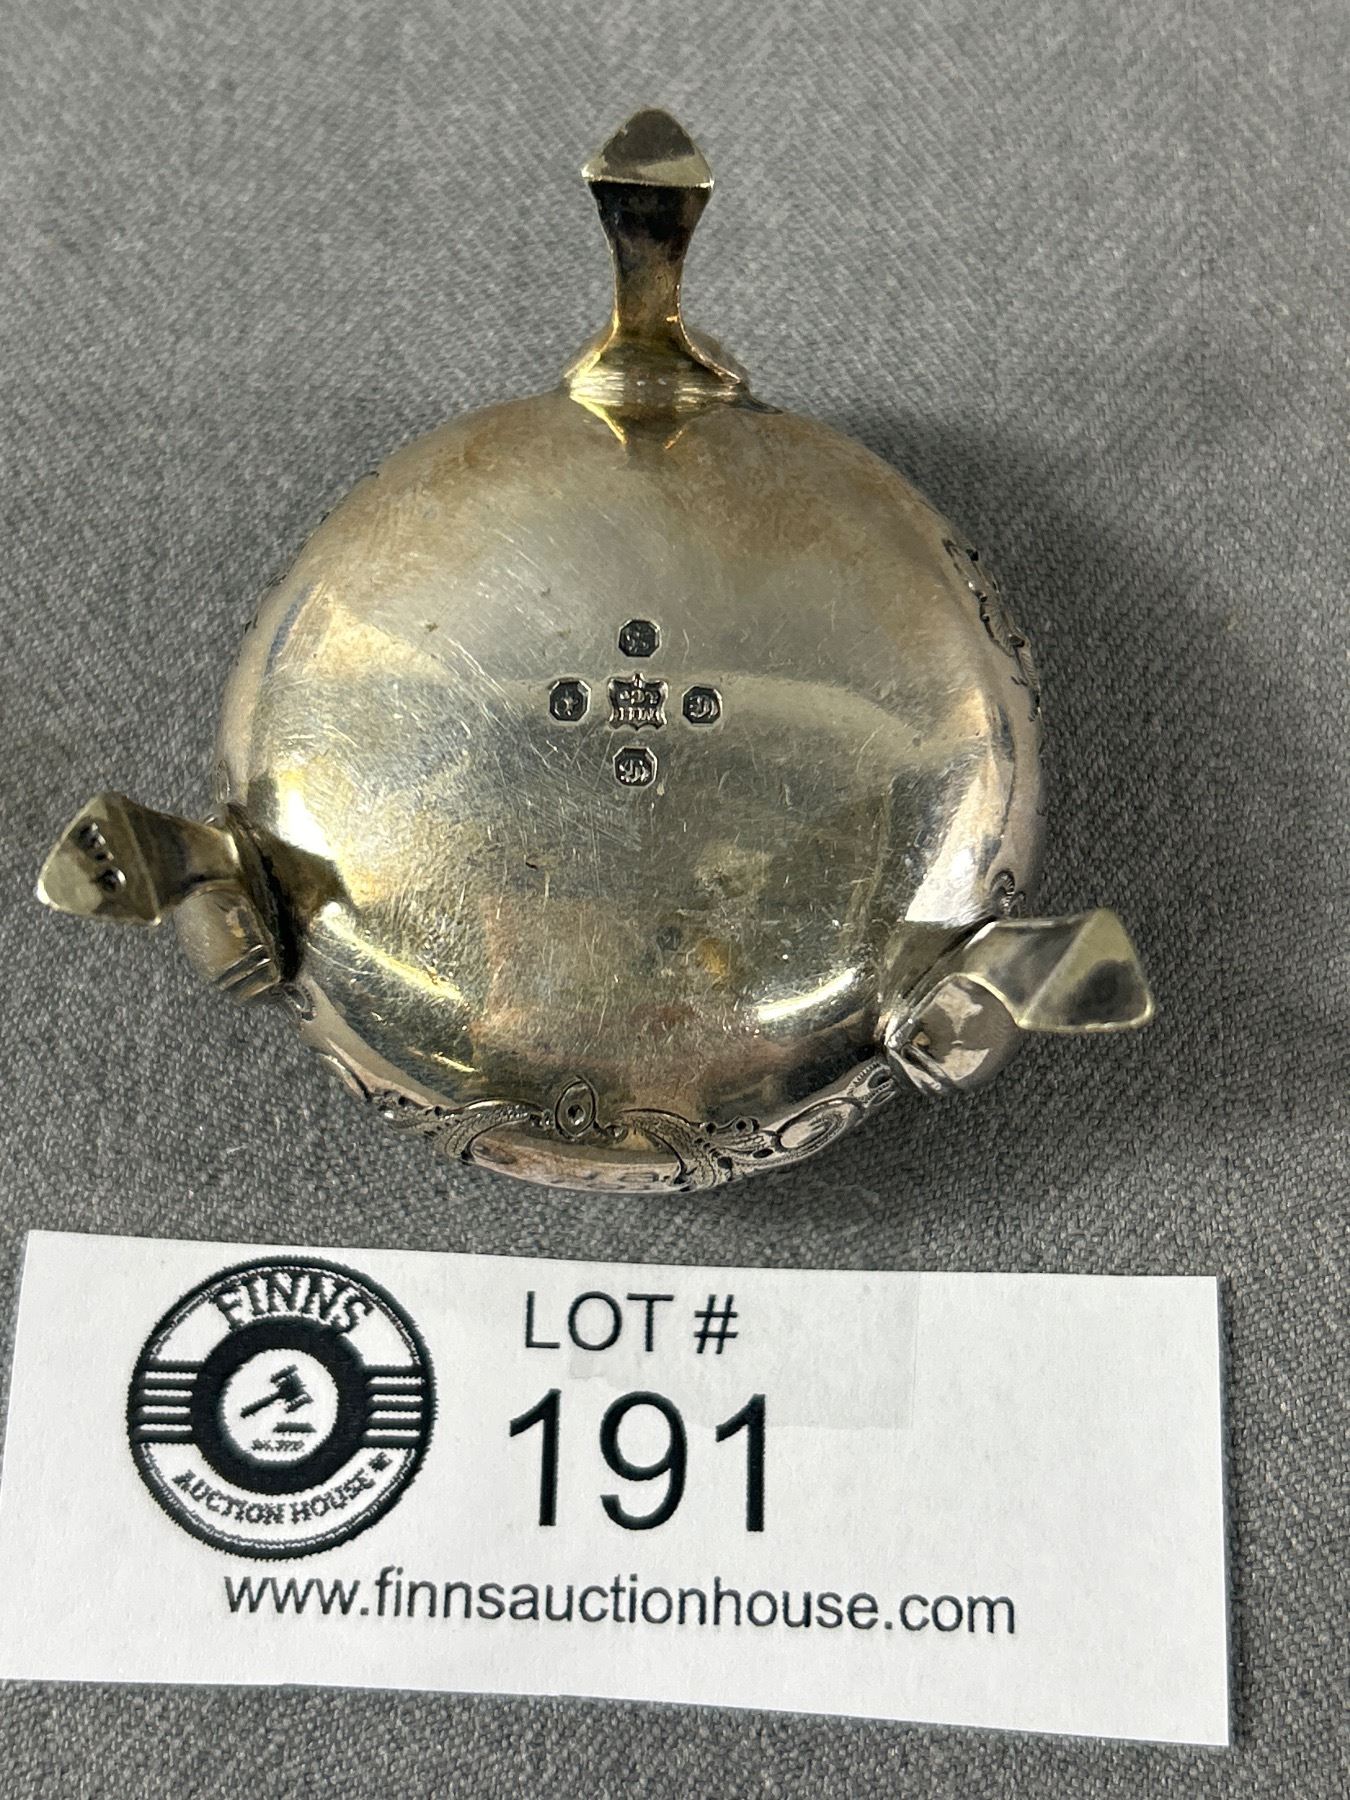 FINNS
AUCTION HOUSE
LOT #
191
www.finnsauctionhouse.com